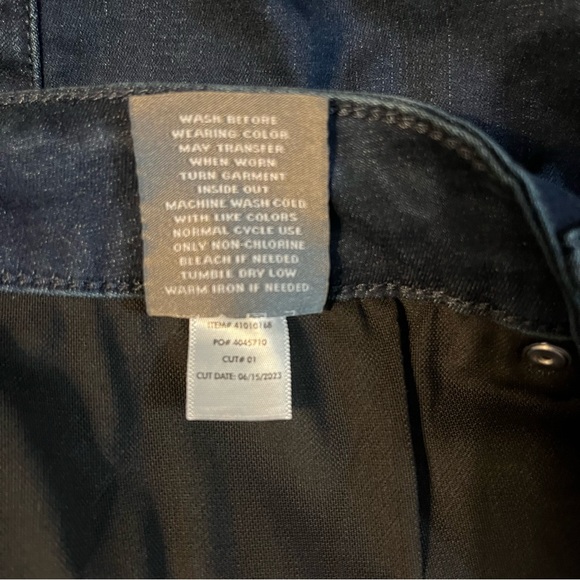 WASH BEFORE
WEARING COLOR
MAY TRANSFER
WHEN WORN
TURN GARMENT
INSIDE OUT
MACHINE WASH COLD
WITH LIKE COLORS
NORMAL CYCLE USE
ONLY NON-CHLORINE
BLEACH IF NEEDED
TUMBLE DRY LOW
WARM IRON IF NEEDED
ITEM# 41010168
PO# 4045710
CUT# 01
CUT DATE: 06/15/2023